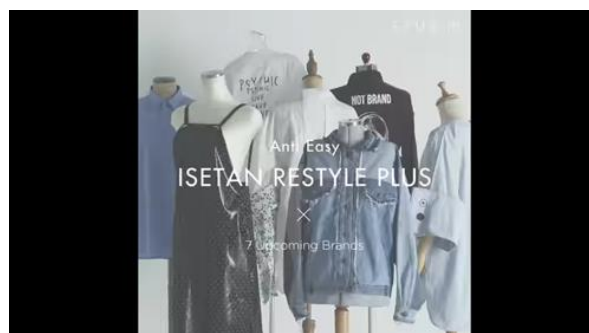 HOT BRAND
Anti Easy
ISETAN RESTYLE PLUS
×
7 Upcoming Brands